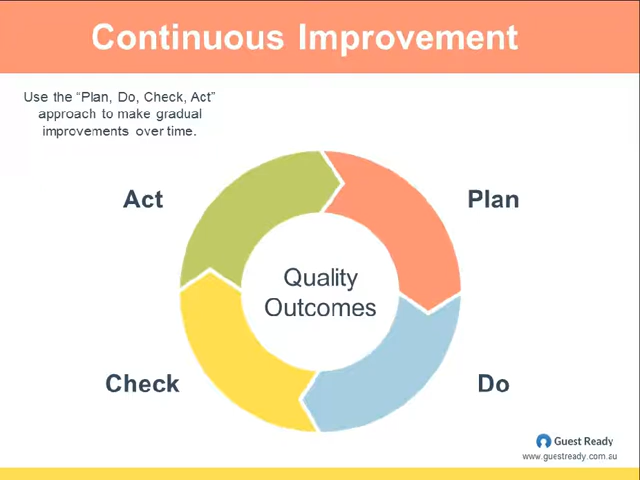 Continuous Improvement
Use the “Plan, Do, Check, Act”
approach to make gradual
improvements over time.
Act
Plan
Quality
Outcomes
Check
Do
Guest Ready
www.guestready.com.au